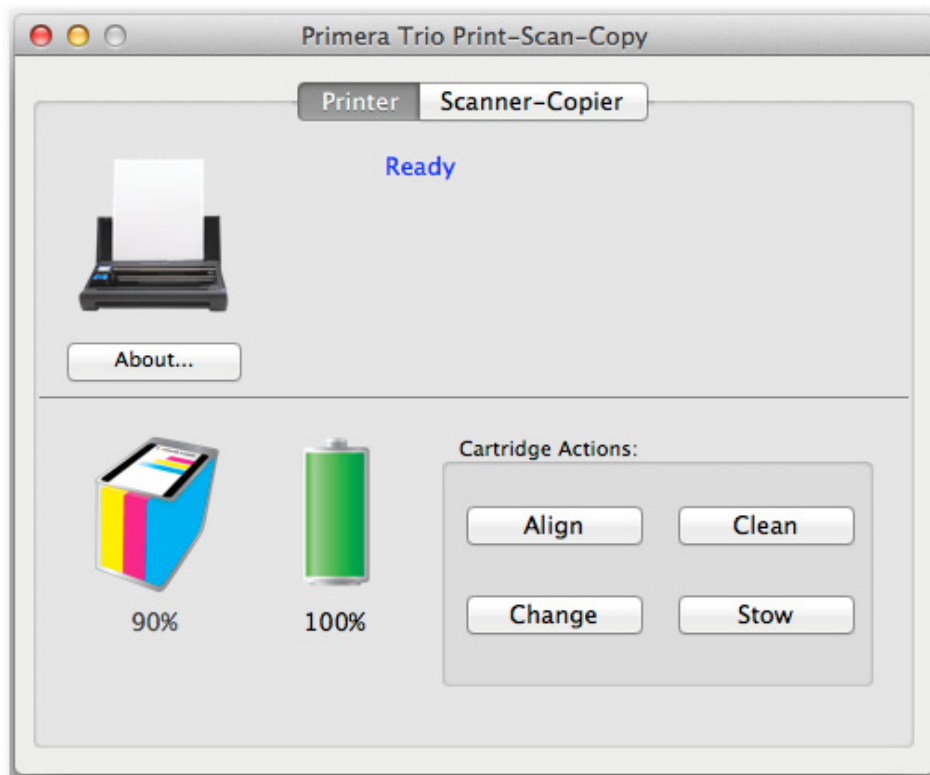 Primera Trio Print-Scan-Copy
Printer Scanner-Copier
Ready
About...
Cartridge Actions:
Align Clean
90% 100% Change Stow